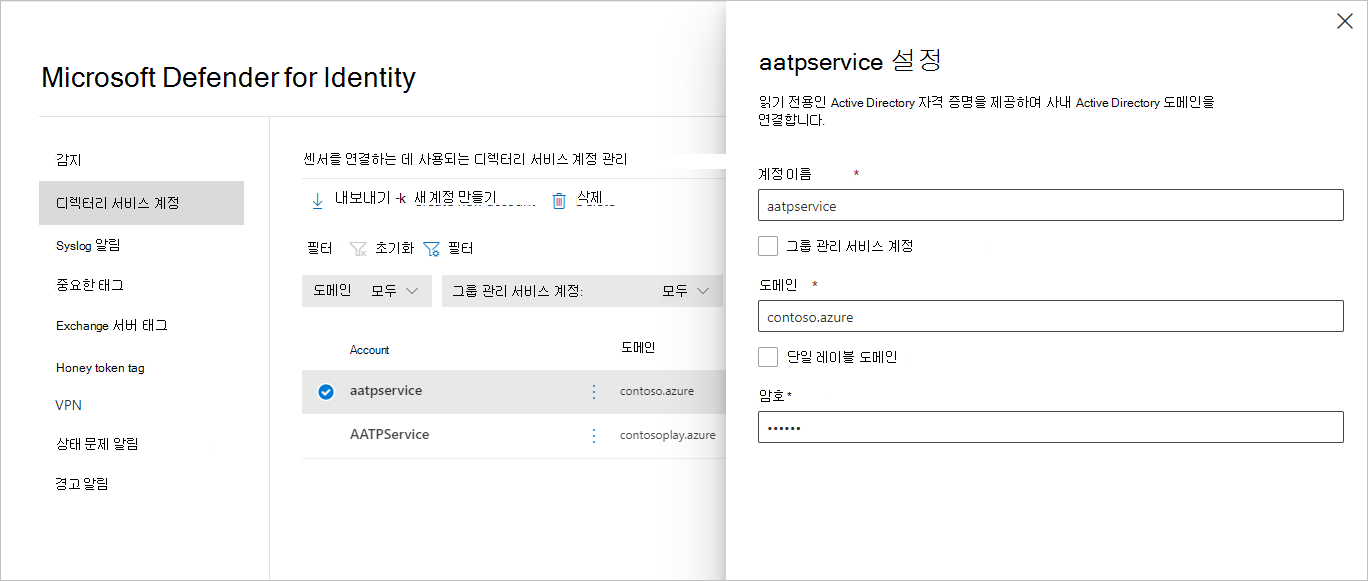 Microsoft Defender for Identity
감지
디렉터리 서비스 계정
Syslog 알림
중요한 태그
Exchange 서버 태그
Honey token tag
VPN
상태 문제 알림
경고 알림
센서를 연결하는 데 사용되는 디렉터리 서비스 계정 관리
내보내기 -k 새 계정 만들기 삭제
필터 초기화 필터
도메인 모두 그룹 관리 서비스 계정: 모두
Account 도메인
aatpservice contoso.azure
AATPService contosoplay.azure
aatpservice 설정
읽기 전용인 Active Directory 자격 증명을 제공하여 사내 Active Directory 도메인을
연결합니다.
계정 이름 *
aatpservice
그룹 관리 서비스 계정
도메인 *
contoso.azure
단일 레이블 도메인
암호*
••••••